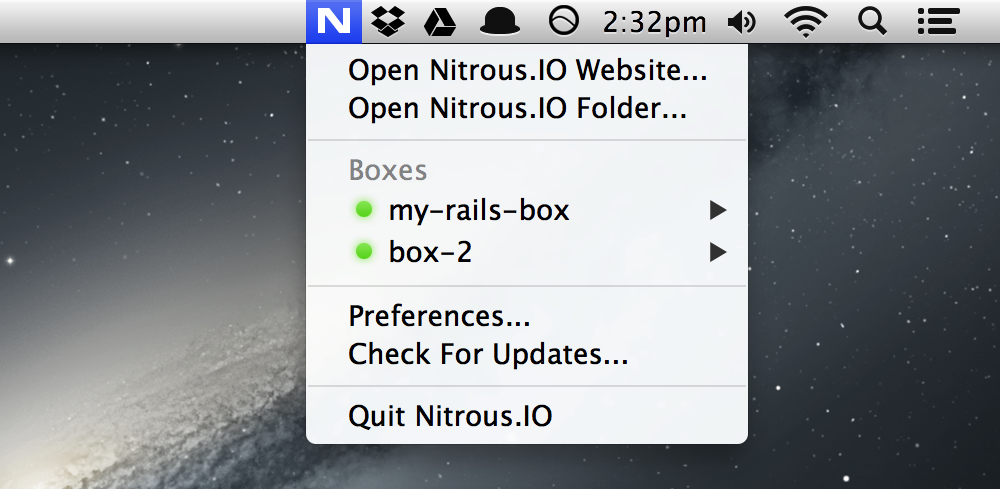 N 2:32pm
Open Nitrous.IO Website...
Open Nitrous.IO Folder...
Boxes
my-rails-box
box-2
Preferences...
Check For Updates...
Quit Nitrous.IO